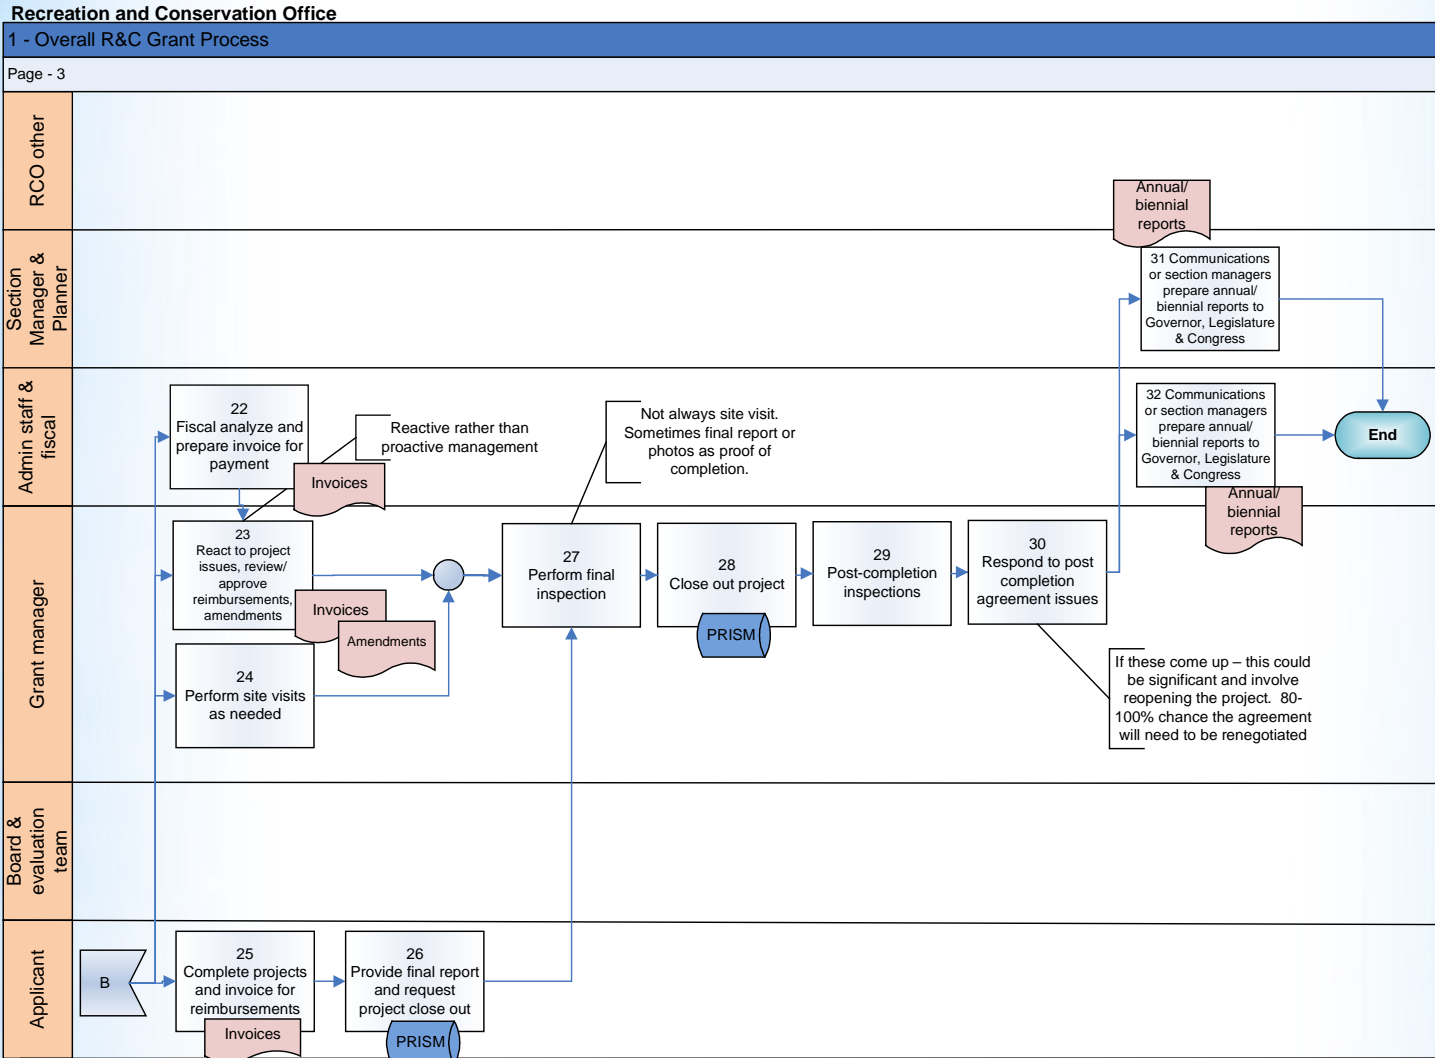 Recreation and Conservation Office
1 - Overall R&C Grant Process
Page - 3
RCO other
Annual/
biennial
reports
Section
Manager &
Planner
31 Communications
or section managers
prepare annual/
biennial reports to
Governor, Legislature
& Congress
Admin staff &
fiscal
22
Fiscal analyze and
prepare invoice for
payment
Invoices
Reactive rather than
proactive management
Not always site visit.
Sometimes final report or
photos as proof of
completion.
32 Communications
or section managers
prepare annual/
biennial reports to
Governor, Legislature
& Congress
Annual/
biennial
reports
End
Grant manager
23
React to project
issues, review/
approve
reimbursements,
amendments
Invoices
Amendments
24
Perform site visits
as needed
27
Perform final
inspection
28
Close out project
PRISM
29
Post-completion
inspections
30
Respond to post
completion
agreement issues
If these come up – this could
be significant and involve
reopening the project.  80-
100% chance the agreement
will need to be renegotiated
Board &
evaluation
team
Applicant
B
25
Complete projects
and invoice for
reimbursements
Invoices
26
Provide final report
and request
project close out
PRISM